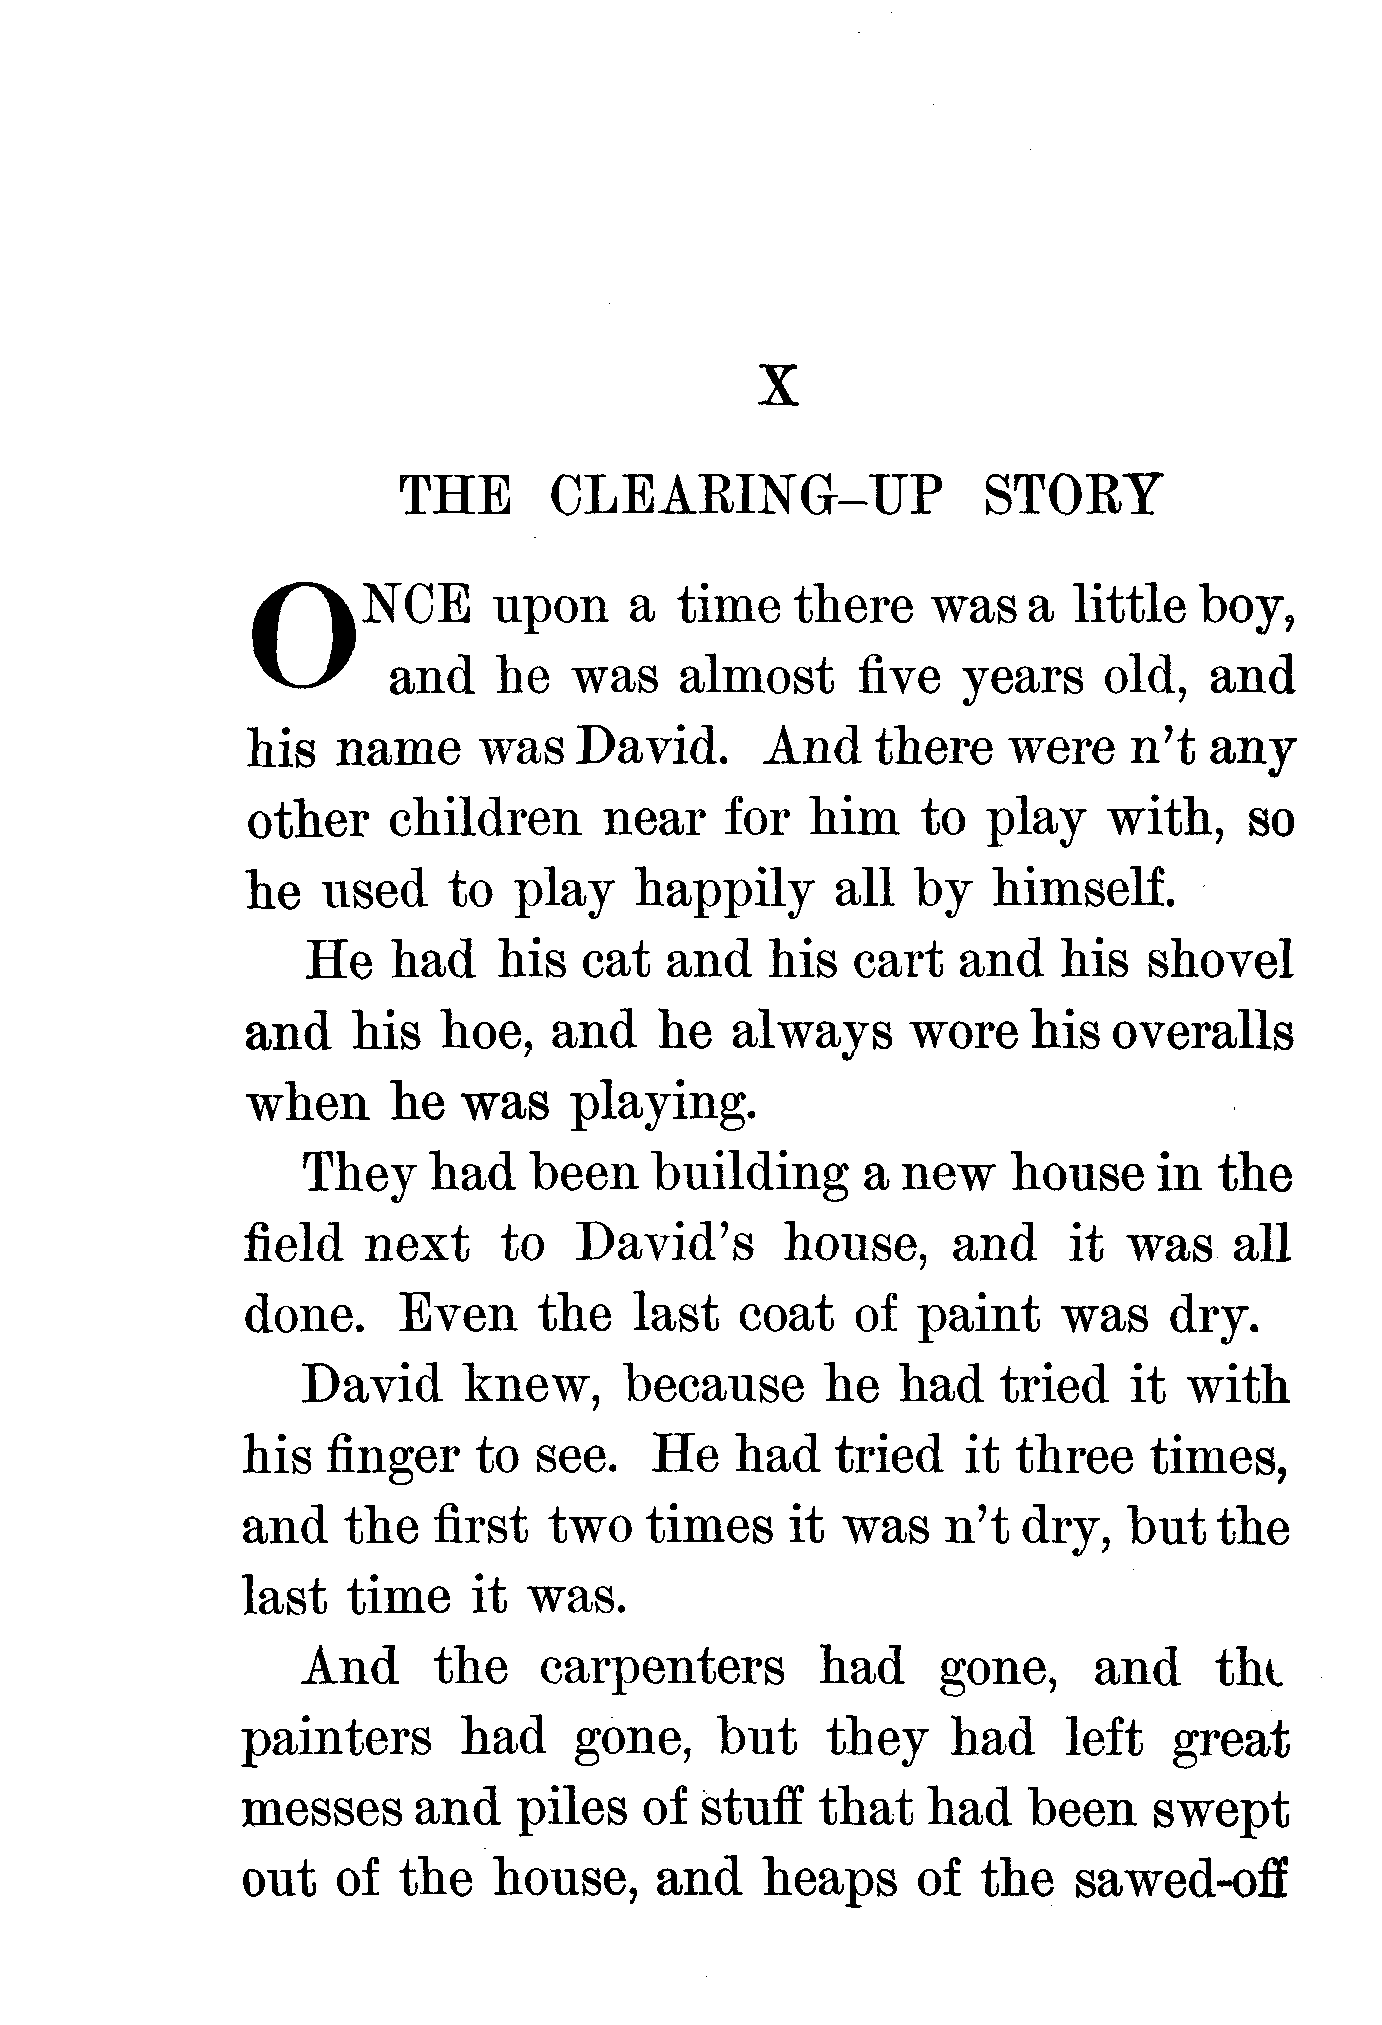 X
THE CLEARING-UP STORY
ONCE upon a time there was a little boy,
and he was almost five years old, and
his name was David. And there were n't any
other children near for him to play with, so
he used to play happily all by himself.
He had his cat and his cart and his shovel
and his hoe, and he always wore his overalls
when he was playing.
They had been building a new house in the
field next to David's house, and it was all
done. Even the last coat of paint was dry.
David knew, because he had tried it with
his finger to see. He had tried it three times,
and the first two times it was n't dry, but the
last time it was.
And the carpenters had gone, and the
painters had gone, but they had left great
messes and piles of stuff that had been swept
out of the house, and heaps of the sawed-off